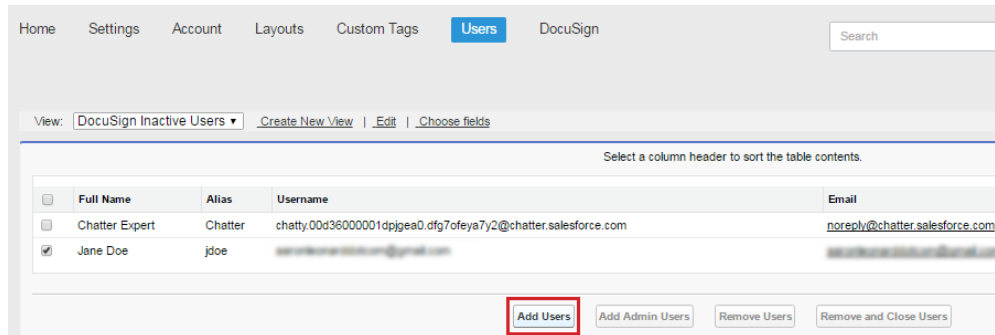 Home Settings Account Layouts Custom Tags Users DocuSign Search
View: DocuSign Inactive Users Create New View | Edit | Choose fields
Select a column header to sort the table contents.
Full Name Alias Username Email
Chatter Expert Chatter chatty.00d36000001dpjgea0.dfg7ofeya7y2@chatter.salesforce.com noreply@chatter.salesforce.com
Jane Doe jdoe
Add Users Add Admin Users Remove Users Remove and Close Users